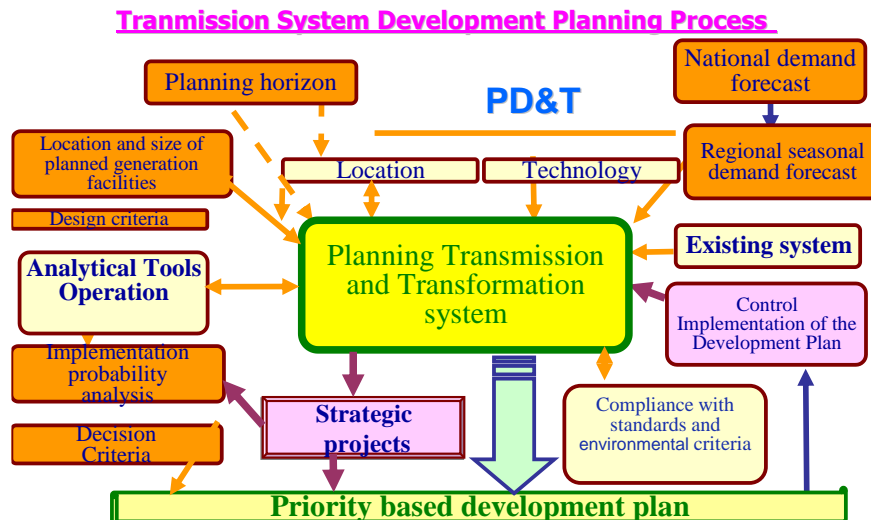 Tranmission System Development Planning Process
National demand
forecast
Planning horizon
PD&T
Location and size of
planned generation
facilities
Regional seasonal
demand forecast
Location
Technology
Design criteria
Existing system
Planning Transmission
and Transformation
system
Analytical Tools
Operation
Control
Implementation of the
Development Plan
Implementation
probability
analysis
Strategic
projects
Compliance with
standards and
environmental criteria
Decision
Criteria
Priority based development plan